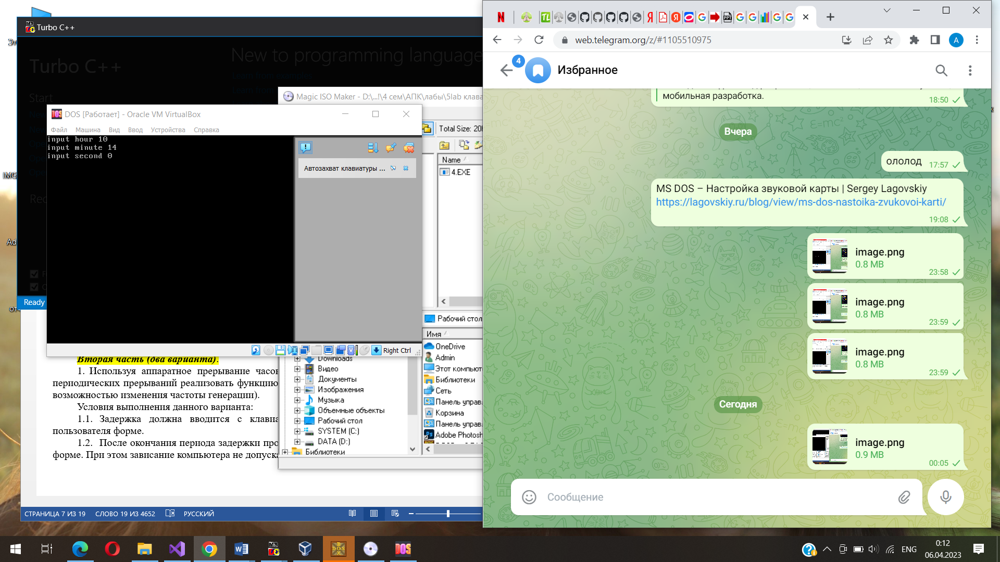 Turbo C++
Turbo C++
New to programming language
Learn from examples
Learn from
Start
Ready
Magic ISO Maker - D:\...!\4 сем\АПК\лабы\5lab клава
DOS [Работает] - Oracle VM VirtualBox
Файл Машина Вид Ввод Устройства Справка
input hour 10
input minute 14
input second 0
Автозахват клавиатуры ...
Right Ctrl
Total Size: 20
Name
4.EXE
Рабочий стол
Имя
OneDrive
Admin
Этот компьют
Библиотеки
Сеть
Панель управ
Корзина
Панель управ
Adobe Photosh
Downloads
Видео
Документы
Изображения
Музыка
Объемные объекты
Рабочий стол
SYSTEM (C:)
DATA (D:)
Библиотеки
Вторая часть (два варианта).
1. Используя аппаратное прерывание часов
периодических прерываний реализовать функцию
возможностью изменения частоты генерации).
Условия выполнения данного варианта:
1.1. Задержка должна вводится с клавиа
пользователя форме.
1.2. После окончания периода задержки про
форме. При этом зависание компьютера не допуска
СТРАНИЦА 7 ИЗ 19 СЛОВО 19 ИЗ 4652 РУССКИЙ
web.telegram.org/z/#1105510975
A
4
Избранное
мобильная разработка.
18:50
Вчера
ололод 17:57
MS DOS – Настройка звуковой карты | Sergey Lagovskiy
https://lagovskiy.ru/blog/view/ms-dos-nastoika-zvukovoi-karti/
19:08
image.png
0.8 MB
23:58
image.png
0.8 MB
23:59
image.png
0.8 MB
23:59
Сегодня
image.png
0.9 MB
00:05
Сообщение
ENG
0:12
06.04.2023